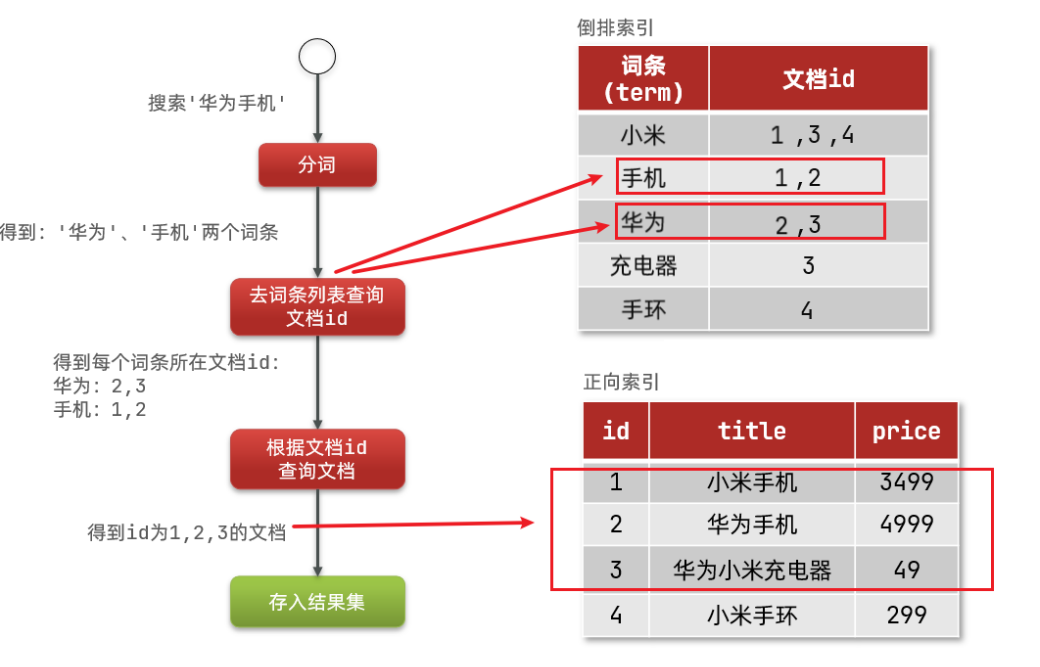 搜索'华为手机'
分词
得到: '华为'、'手机'两个词条
去词条列表查询
文档id
得到每个词条所在文档id:
华为: 2,3
手机: 1,2
根据文档id
查询文档
得到id为1,2,3的文档
存入结果集
倒排索引
词条
(term) 文档id
小米 1 ,3 ,4
手机 1 ,2
华为 2 ,3
充电器 3
手环 4
正向索引
id title price
1 小米手机 3499
2 华为手机 4999
3 华为小米充电器 49
4 小米手环 299